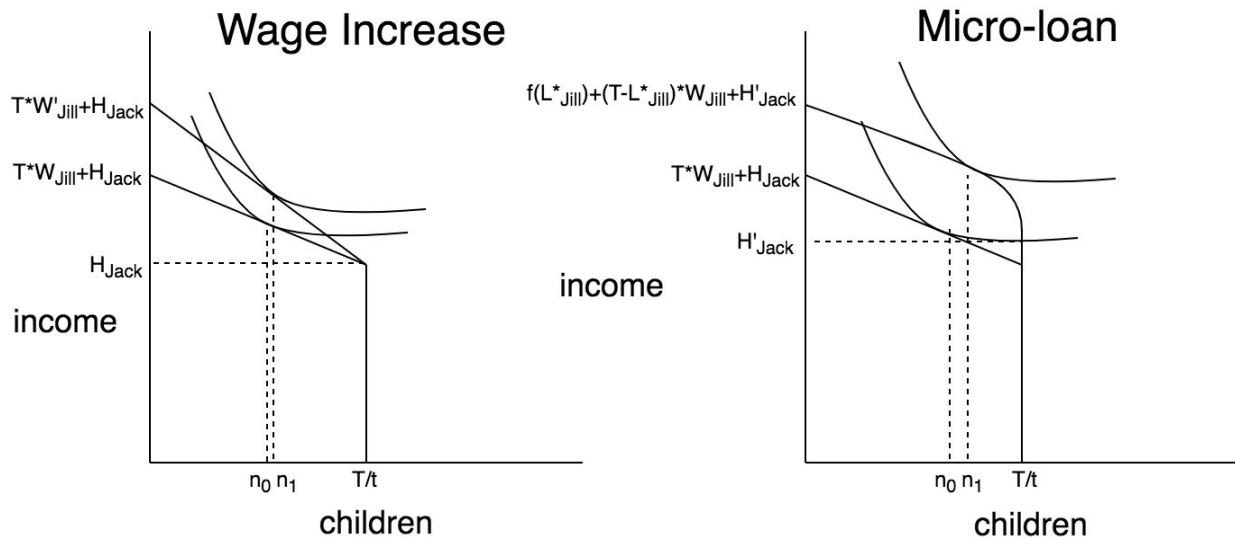 Wage Increase
T*W'Jill+HJack
T*WJill+HJack
HJack
income
n0 n1
T/t
children
Micro-loan
f(L*Jill)+(T-L*Jill)*WJill+H'Jack
T*WJill+HJack
H'Jack
income
n0 n1
T/t
children